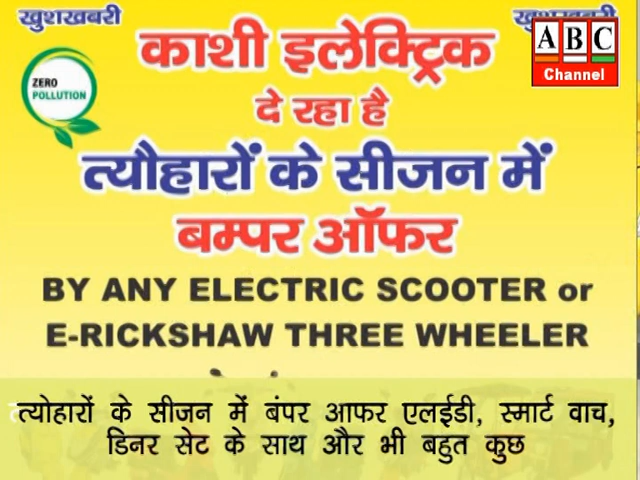 खुशखबरी
खुशखबरी
ABC
Channel
ZERO
POLLUTION
काशी इलेक्ट्रिक
दे रहा है
त्यौहारों के सीजन में
बम्पर ऑफर
BY ANY ELECTRIC SCOOTER or
E-RICKSHAW THREE WHEELER
त्योहारों के सीजन में बंपर आफर एलईडी, स्मार्ट वाच,
डिनर सेट के साथ और भी बहुत कुछ